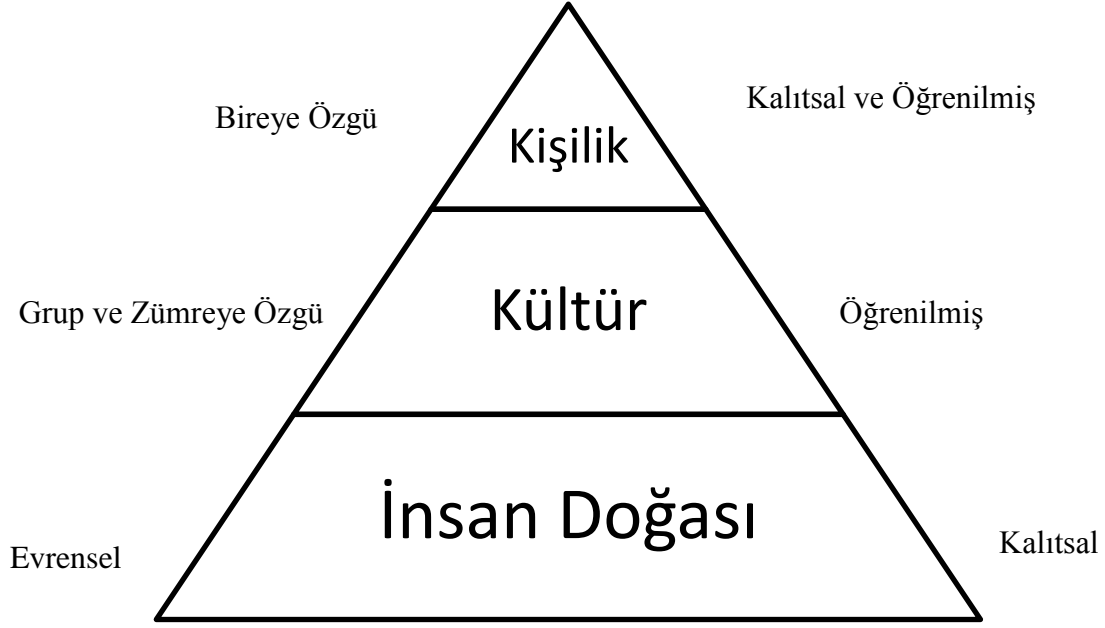 Bireye Özgü
Kişilik
Kalıtsal ve Öğrenilmiş
Grup ve Zümreye Özgü
Kültür
Öğrenilmiş
Evrensel
İnsan Doğası
Kalıtsal